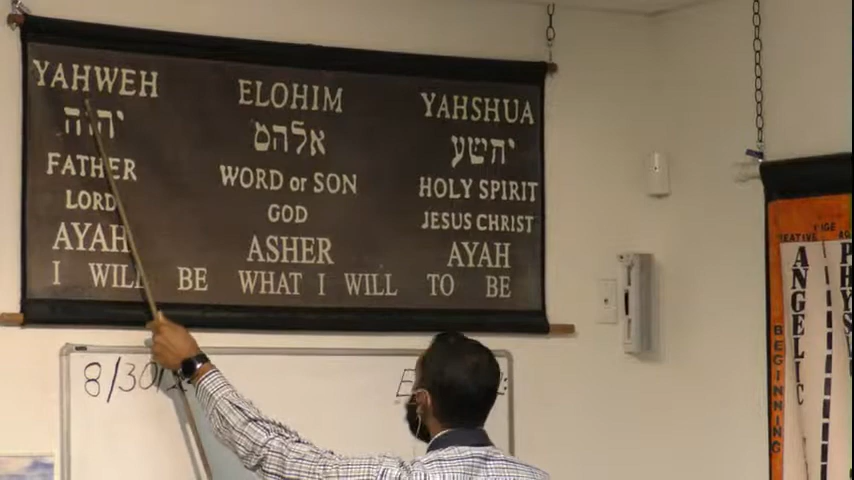 YAHWEH ELOHIM YAHSHUA
יהוה אלהם יהשע
FATHER WORD or SON HOLY SPIRIT
LORD GOD JESUS CHRIST
AYAH ASHER AYAH
I WILL BE WHAT I WILL TO BE
8/30
BEGINNING
ANGELIC